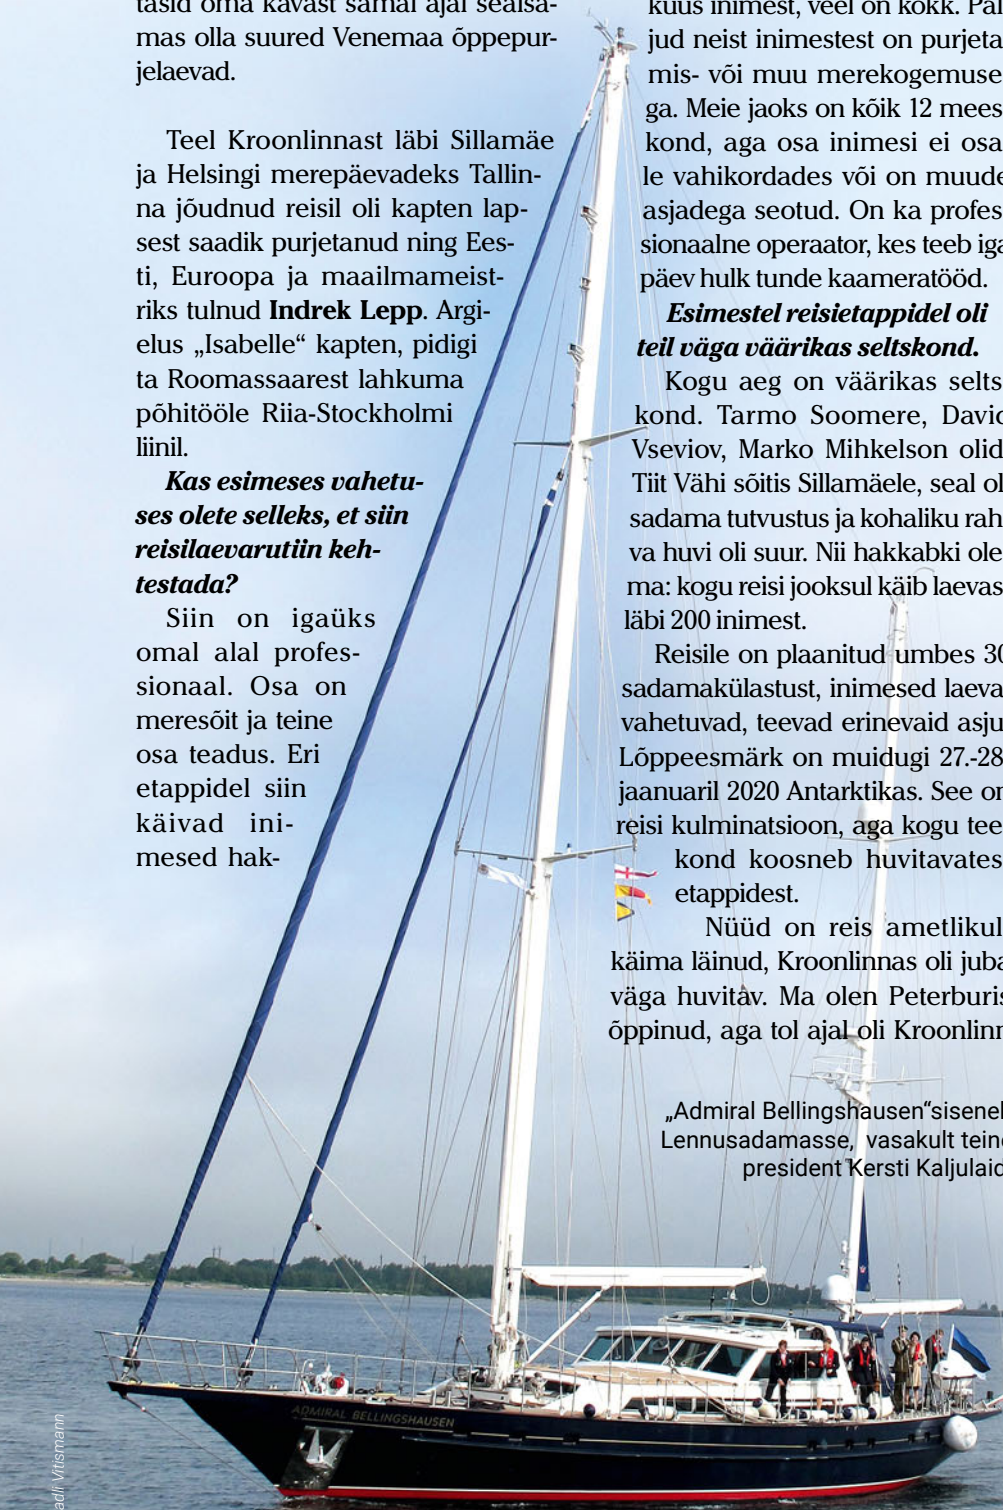 tasid oma kavast samal ajal sealsa-
mas olla suured Venemaa õppepur-
jelaevad.
Teel Kroonlinnast läbi Sillamäe
ja Helsingi merepäevadeks Tallin-
na jõudnud reisil oli kapten lap-
sest saadik purjetanud ning Ees-
ti, Euroopa ja maailmameist-
riks tulnud Indrek Lepp. Argi-
elus „Isabelle“ kapten, pidigi
ta Roomassaarest lahkuma
põhitööle Riia-Stockholmi
liinil.
Kas esimeses vahetu-
ses olete selleks, et siin
reisilaevarutiin keh-
testada?
Siin on igaüks
omal alal profes-
sionaal. Osa on
meresõit ja teine
osa teadus. Eri
etappidel siin
käivad ini-
mesed hak-
kuus inimest, veel on kokk. Pal
jud neist inimestest on purjeta
mis- või muu merekogemuse
ga. Meie jaoks on kõik 12 mees
kond, aga osa inimesi ei osa
le vahikordades või on muude
asjadega seotud. On ka profes
sionaalne operaator, kes teeb iga
päev hulk tunde kaameratööd.
Esimestel reisietappidel oli
teil väga väärikas seltskond.
Kogu aeg on väärikas selts
kond. Tarmo Soomere, David
Vseviov, Marko Mihkelson olid
Tiit Vähi sõitis Sillamäele, seal ol
sadama tutvustus ja kohaliku rah
va huvi oli suur. Nii hakkabki ole
ma: kogu reisi jooksul käib laevas
läbi 200 inimest.
Reisile on plaanitud umbes 30
sadamakülastust, inimesed laeva
vahetuvad, teevad erinevaid asju
Lõppeesmärk on muidugi 27.-28
jaanuaril 2020 Antarktikas. See on
reisi kulminatsioon, aga kogu tee
kond koosneb huvitavates
etappidest.
Nüüd on reis ametlikul
käima läinud, Kroonlinnas oli juba
väga huvitav. Ma olen Peterburis
õppinud, aga tol ajal oli Kroonlinn
„Admiral Bellingshausen“sisenel
Lennusadamasse, vasakult teine
president Kersti Kaljulaid
ADMIRAL BELLINGSHAUSEN
adli Vitismann